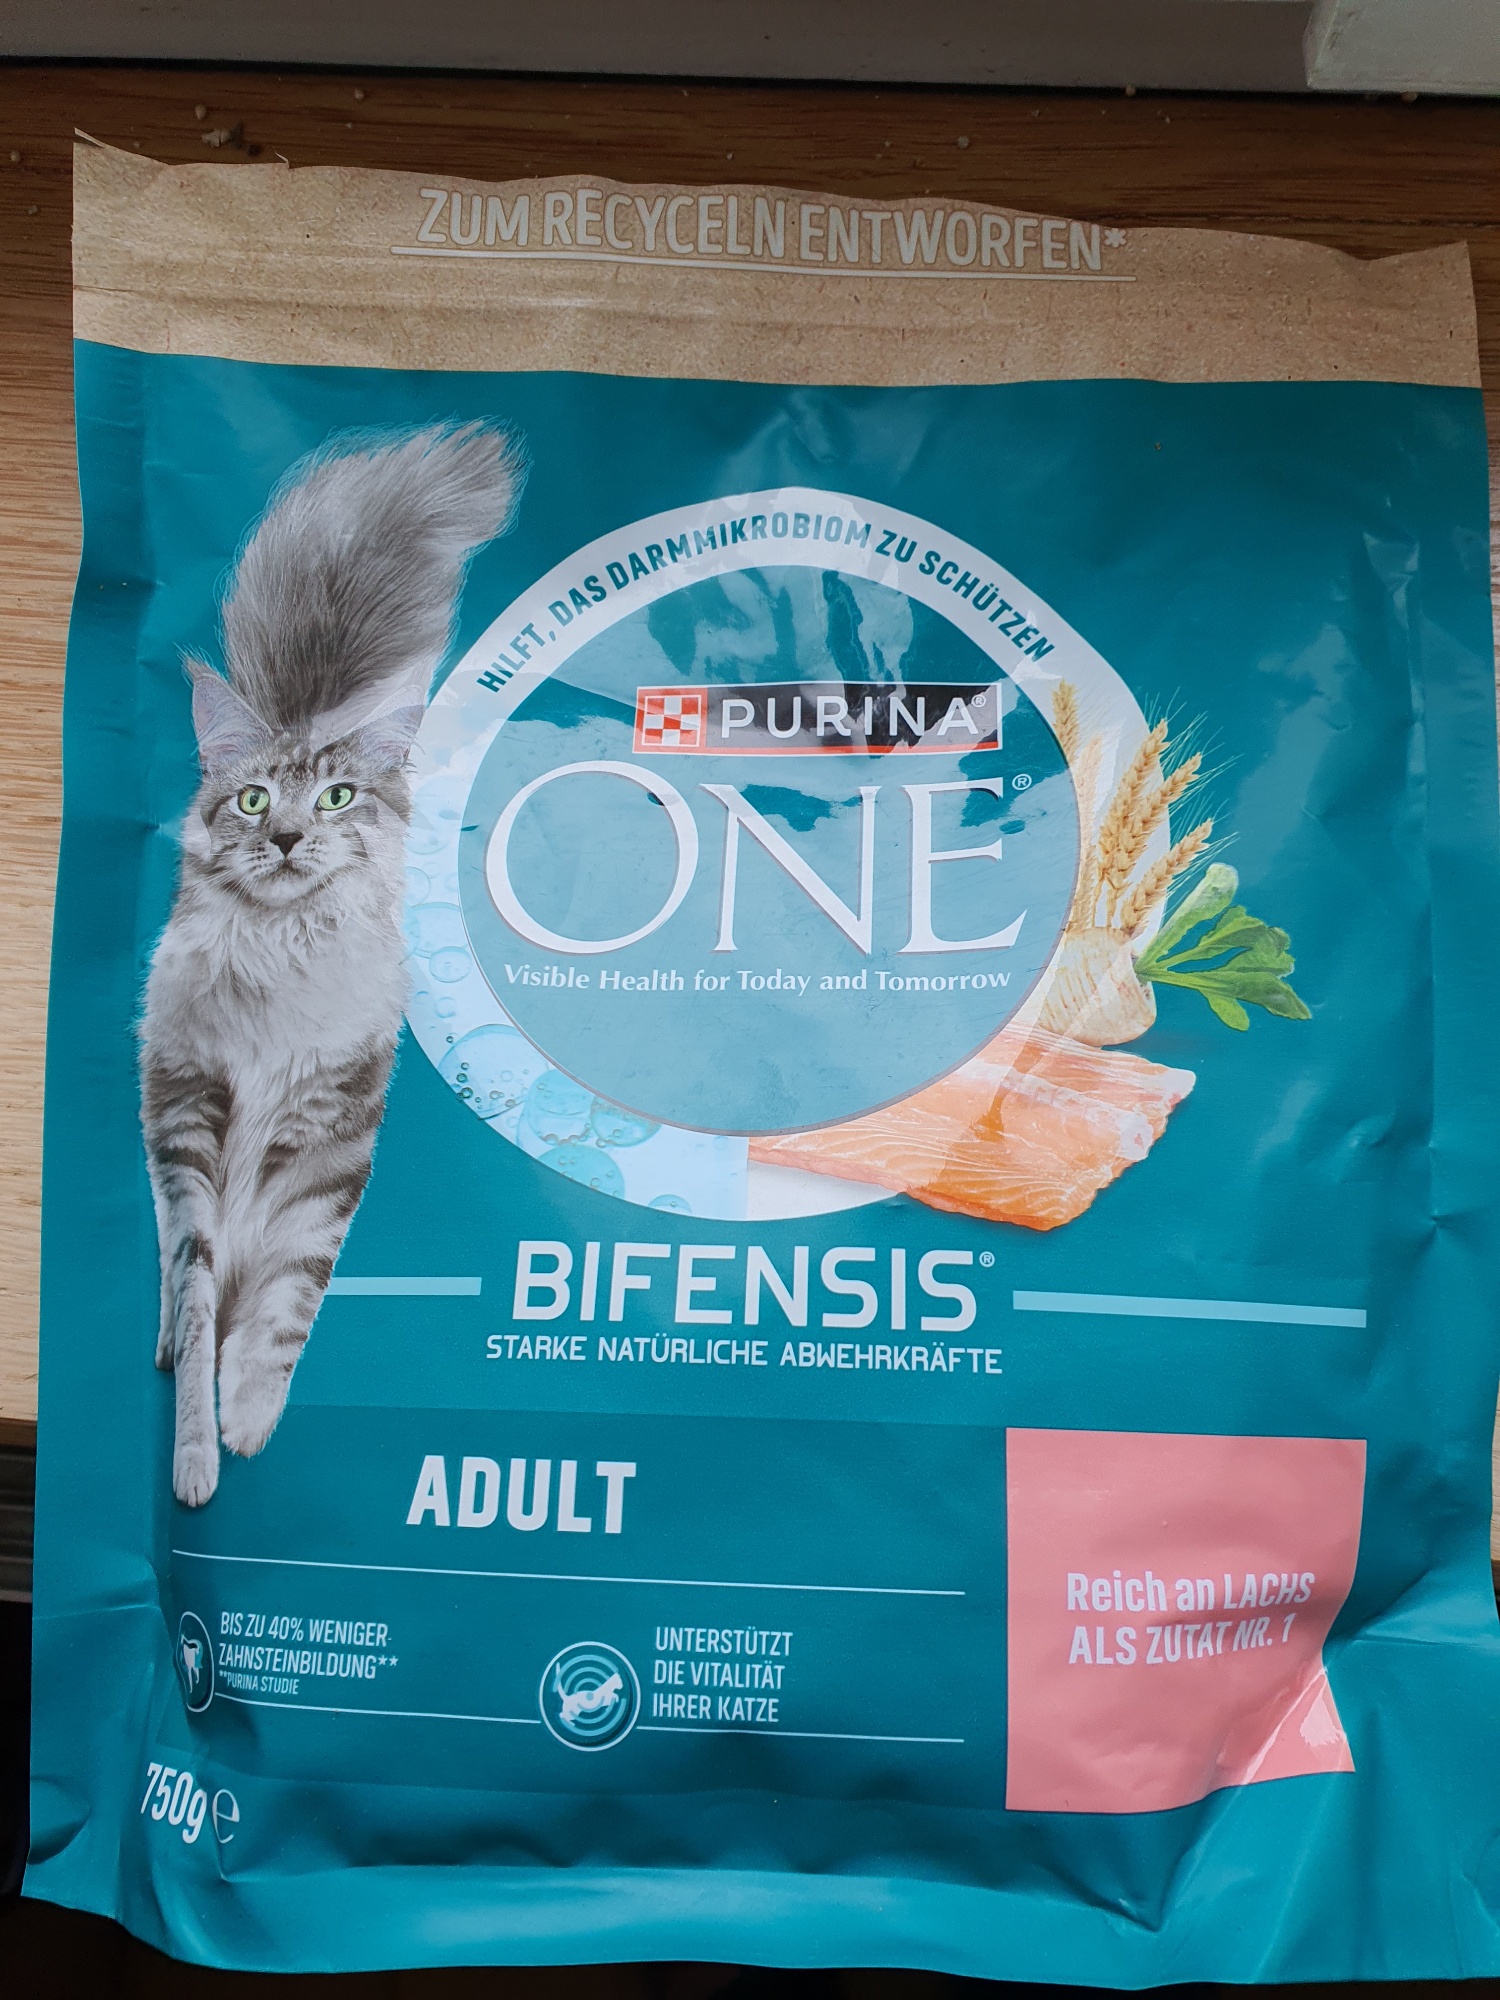 ZUM RECYCELN ENTWORFEN*
HILFT, DAS DARMMIKROBIOM ZU SCHÜTZEN
PURINA®
ONE®
Visible Health for Today and Tomorrow
BIFENSIS®
STARKE NATÜRLICHE ABWEHRKRÄFTE
ADULT
BIS ZU 40% WENIGER
ZAHNSTEINBILDUNG**
**PURINA STUDIE
UNTERSTÜTZT
DIE VITALITÄT
IHRER KATZE
Reich an LACHS
ALS ZUTAT NR. 1
750g e